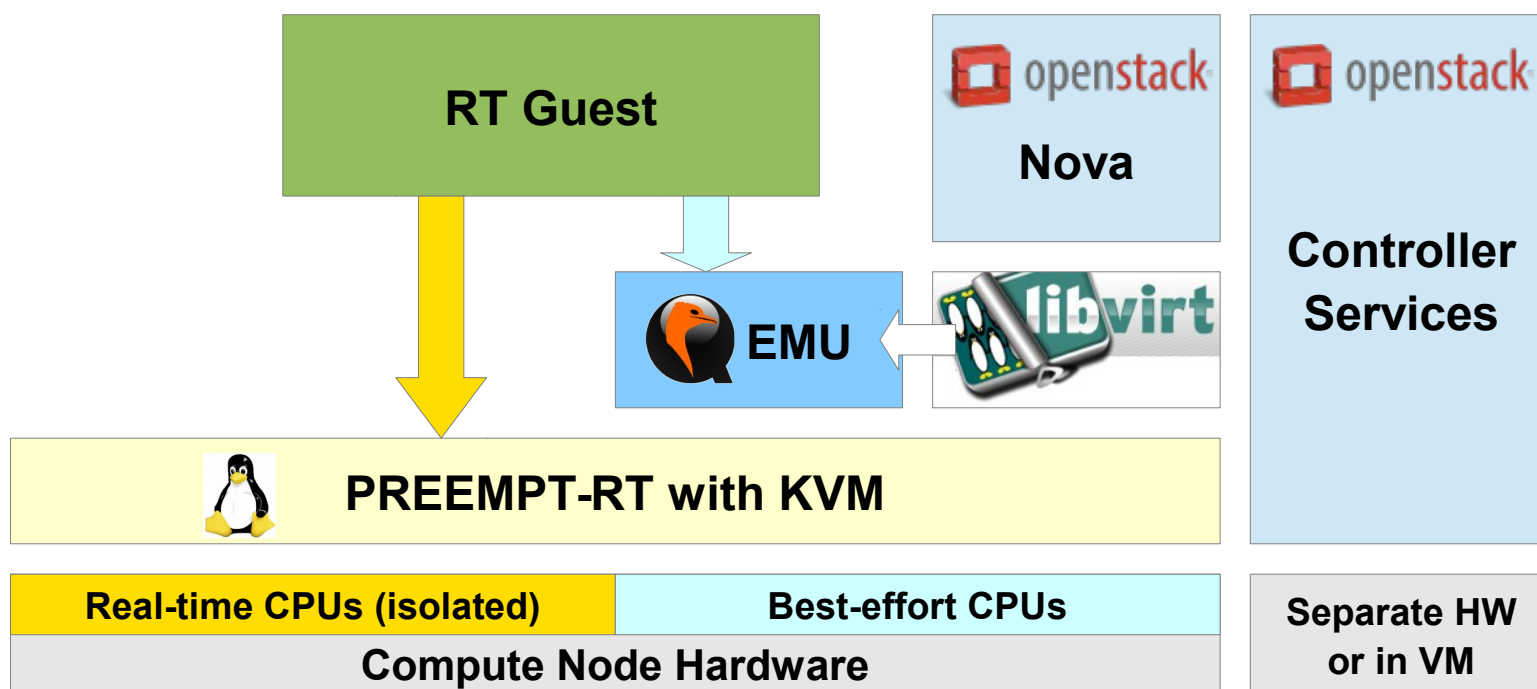 RT Guest
openstack
Nova
openstack
Controller
Services
QEMU
libvirt
PREEMPT-RT with KVM
Real-time CPUs (isolated)
Best-effort CPUs
Compute Node Hardware
Separate HW
or in VM